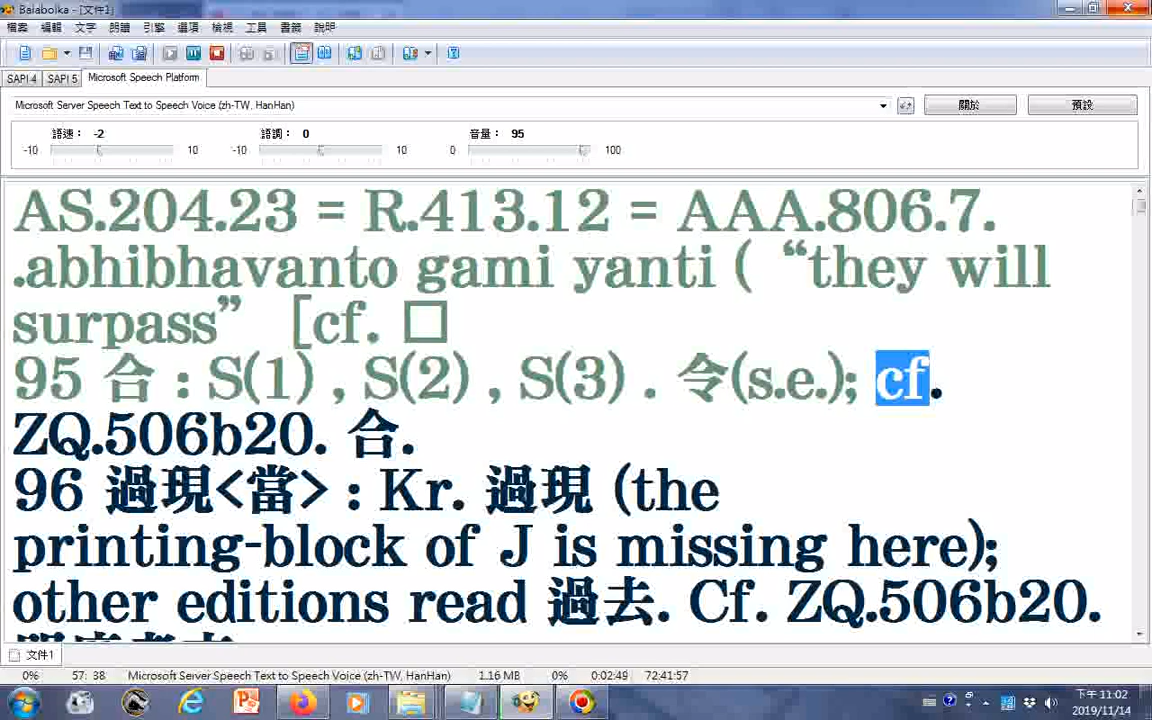 Balabolka - [文件1]
檔案 編輯 文字 朗讀 引擎 選項 檢視 工具 書籤 說明
SAPI 4 SAPI 5 Microsoft Speech Platform
Microsoft Server Speech Text to Speech Voice (zh-TW, HanHan) 關於 預設
語速： -2 語調： 0 音量： 95
-10 10 -10 10 0 100
AS.204.23 = R.413.12 = AAA.806.7.
.abhibhavanto gami yanti ( “they will
surpass” [cf. □
95 合 : S(1) , S(2) , S(3) . 令(s.e.); cf.
ZQ.506b20. 合.
96 過現<當> : Kr. 過現 (the
printing-block of J is missing here);
other editions read 過去. Cf. ZQ.506b20.
文件1
0% 57: 38 Microsoft Server Speech Text to Speech Voice (zh-TW, HanHan) 1.16 MB 0% 0:02:49 72:41:57
下午 11:02
2019/11/14